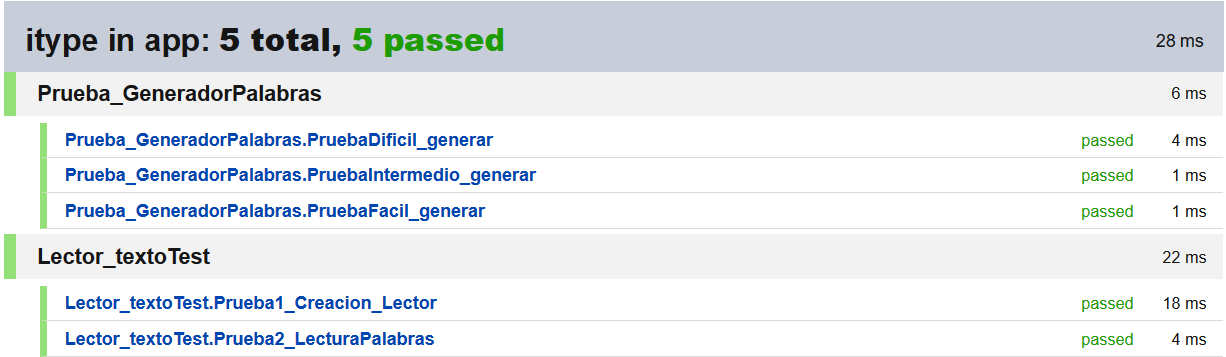 itype in app: 5 total, 5 passed 28 ms
Prueba_GeneradorPalabras 6 ms
Prueba_GeneradorPalabras.PruebaDificil_generar passed 4 ms
Prueba_GeneradorPalabras.PruebaIntermedio_generar passed 1 ms
Prueba_GeneradorPalabras.PruebaFacil_generar passed 1 ms
Lector_textoTest 22 ms
Lector_textoTest.Prueba1_Creacion_Lector passed 18 ms
Lector_textoTest.Prueba2_LecturaPalabras passed 4 ms